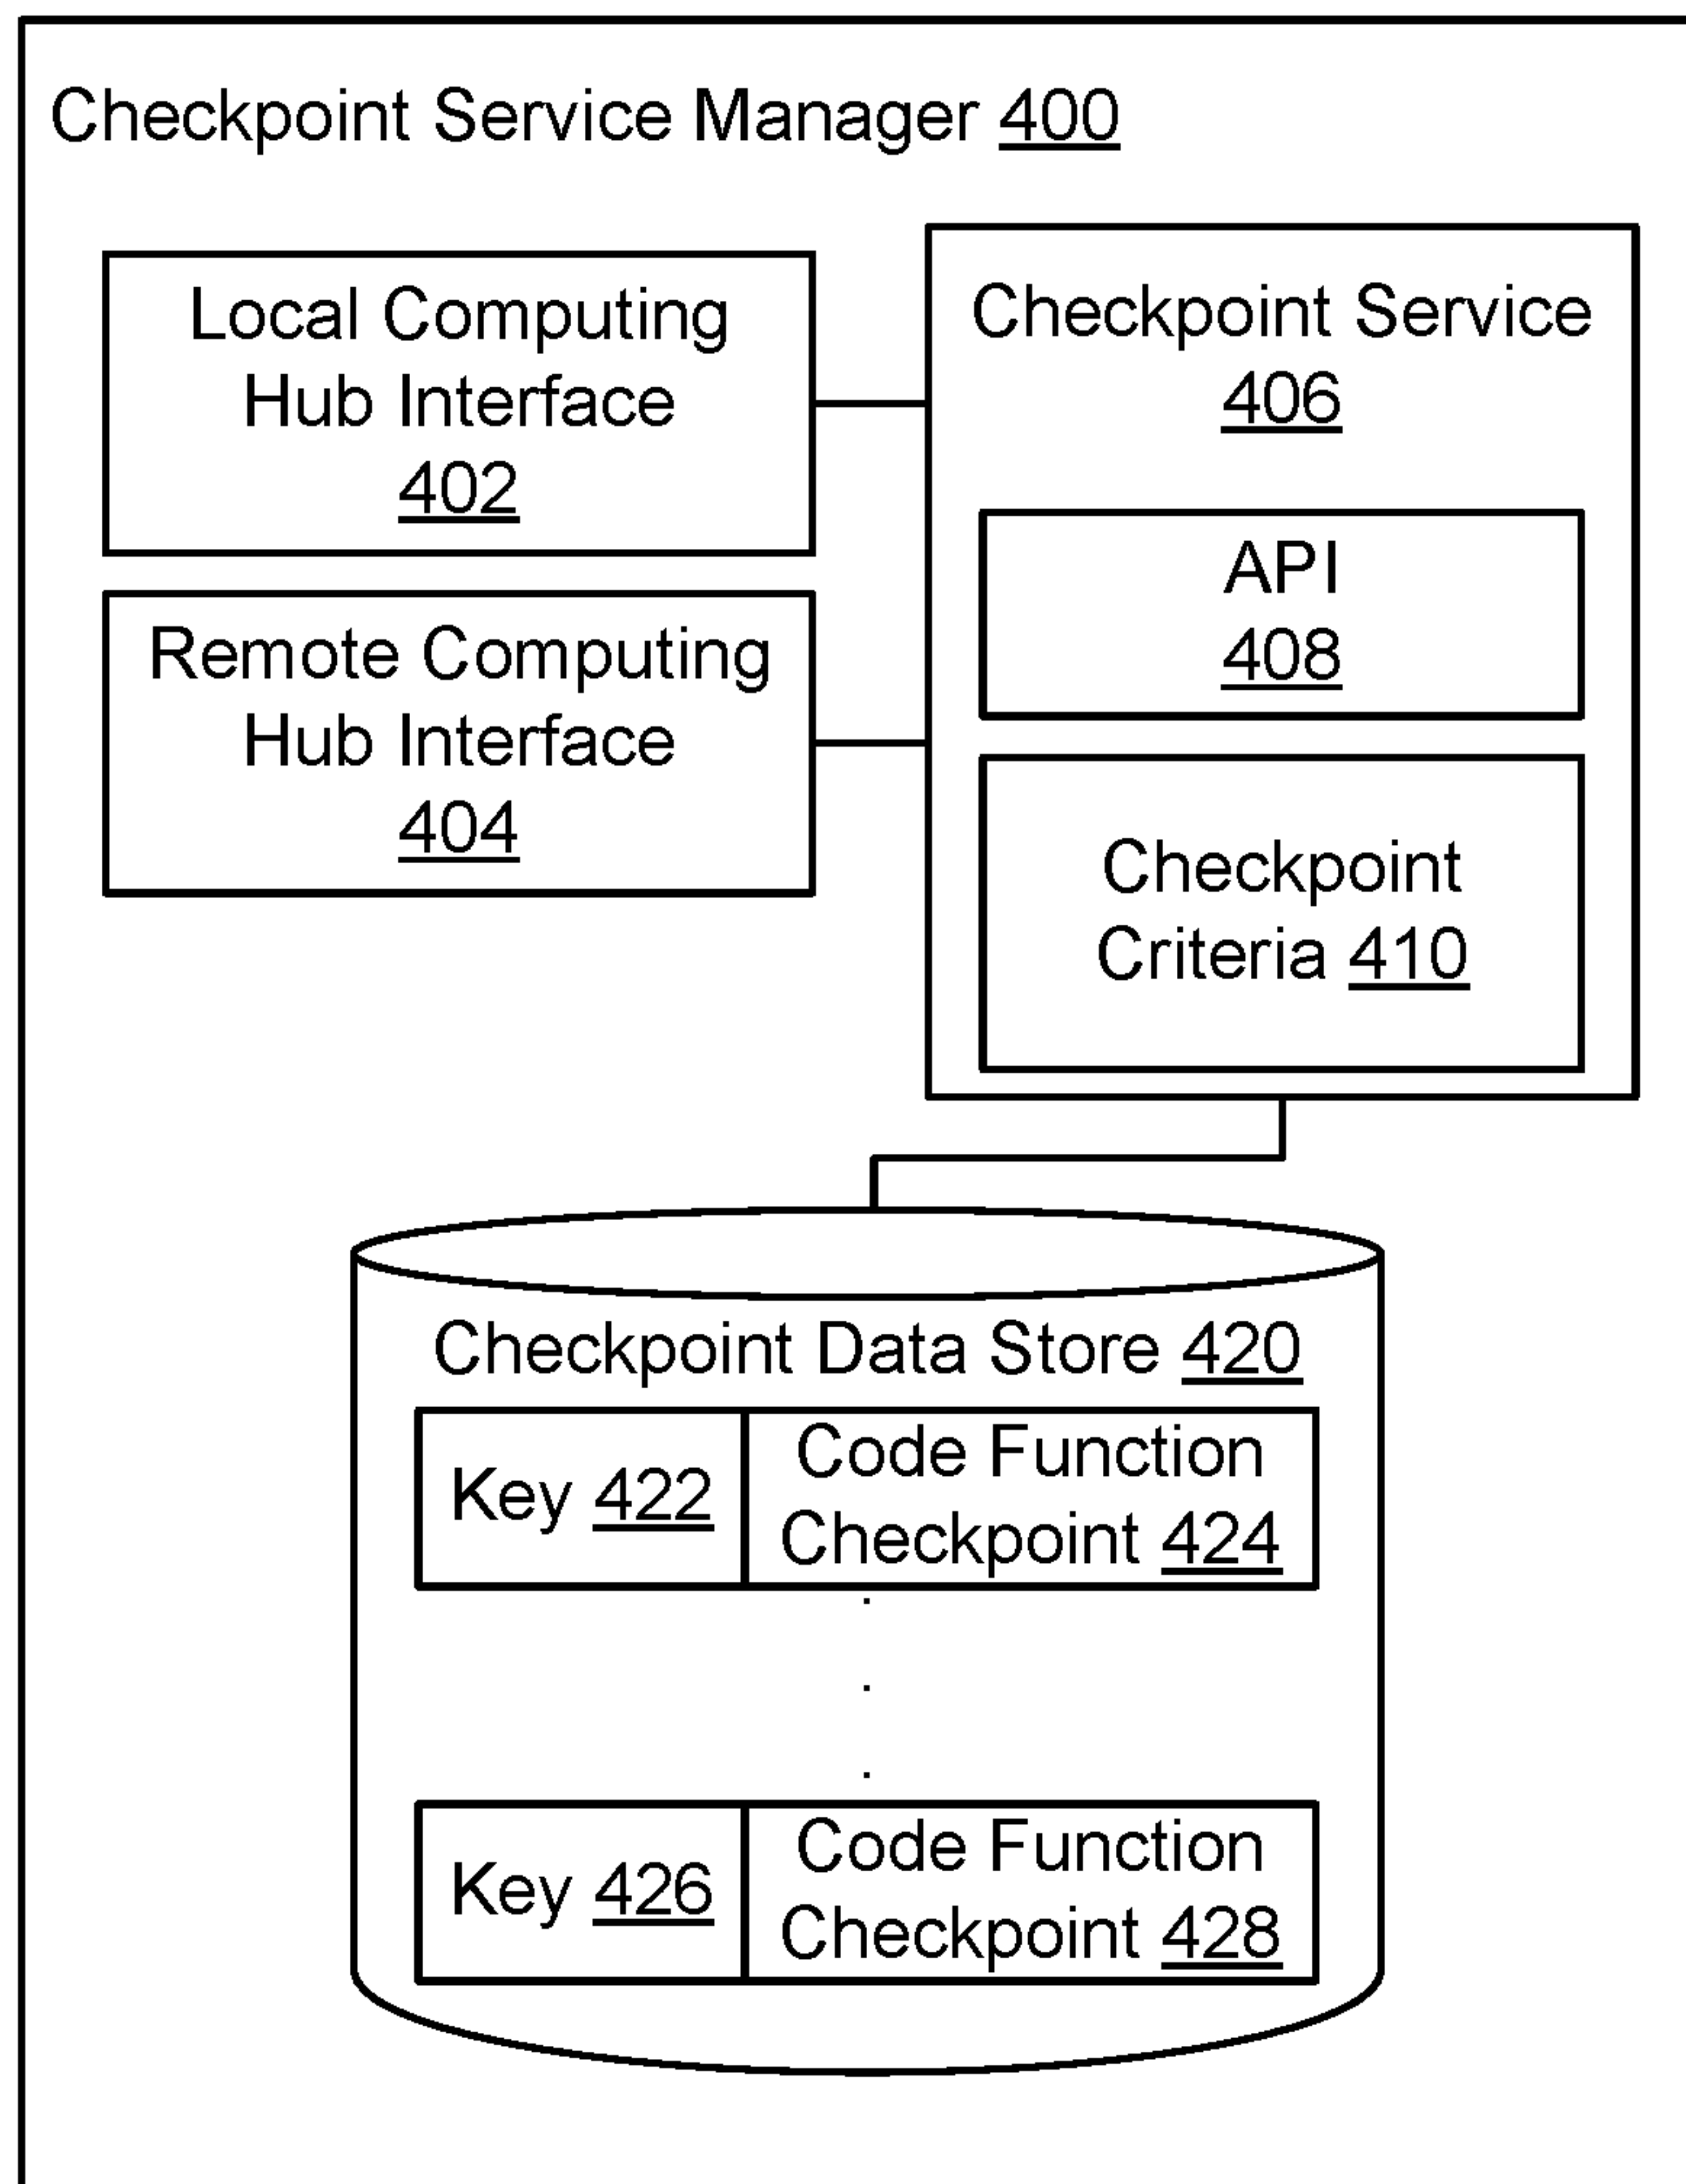 Checkpoint Service Manager 400
Local Computing
Hub Interface
402
Remote Computing
Hub Interface
404
Checkpoint Service
406
API
408
Checkpoint
Criteria 410
Checkpoint Data Store 420
Key 422
Code Function
Checkpoint 424
.
.
.
Key 426
Code Function
Checkpoint 428